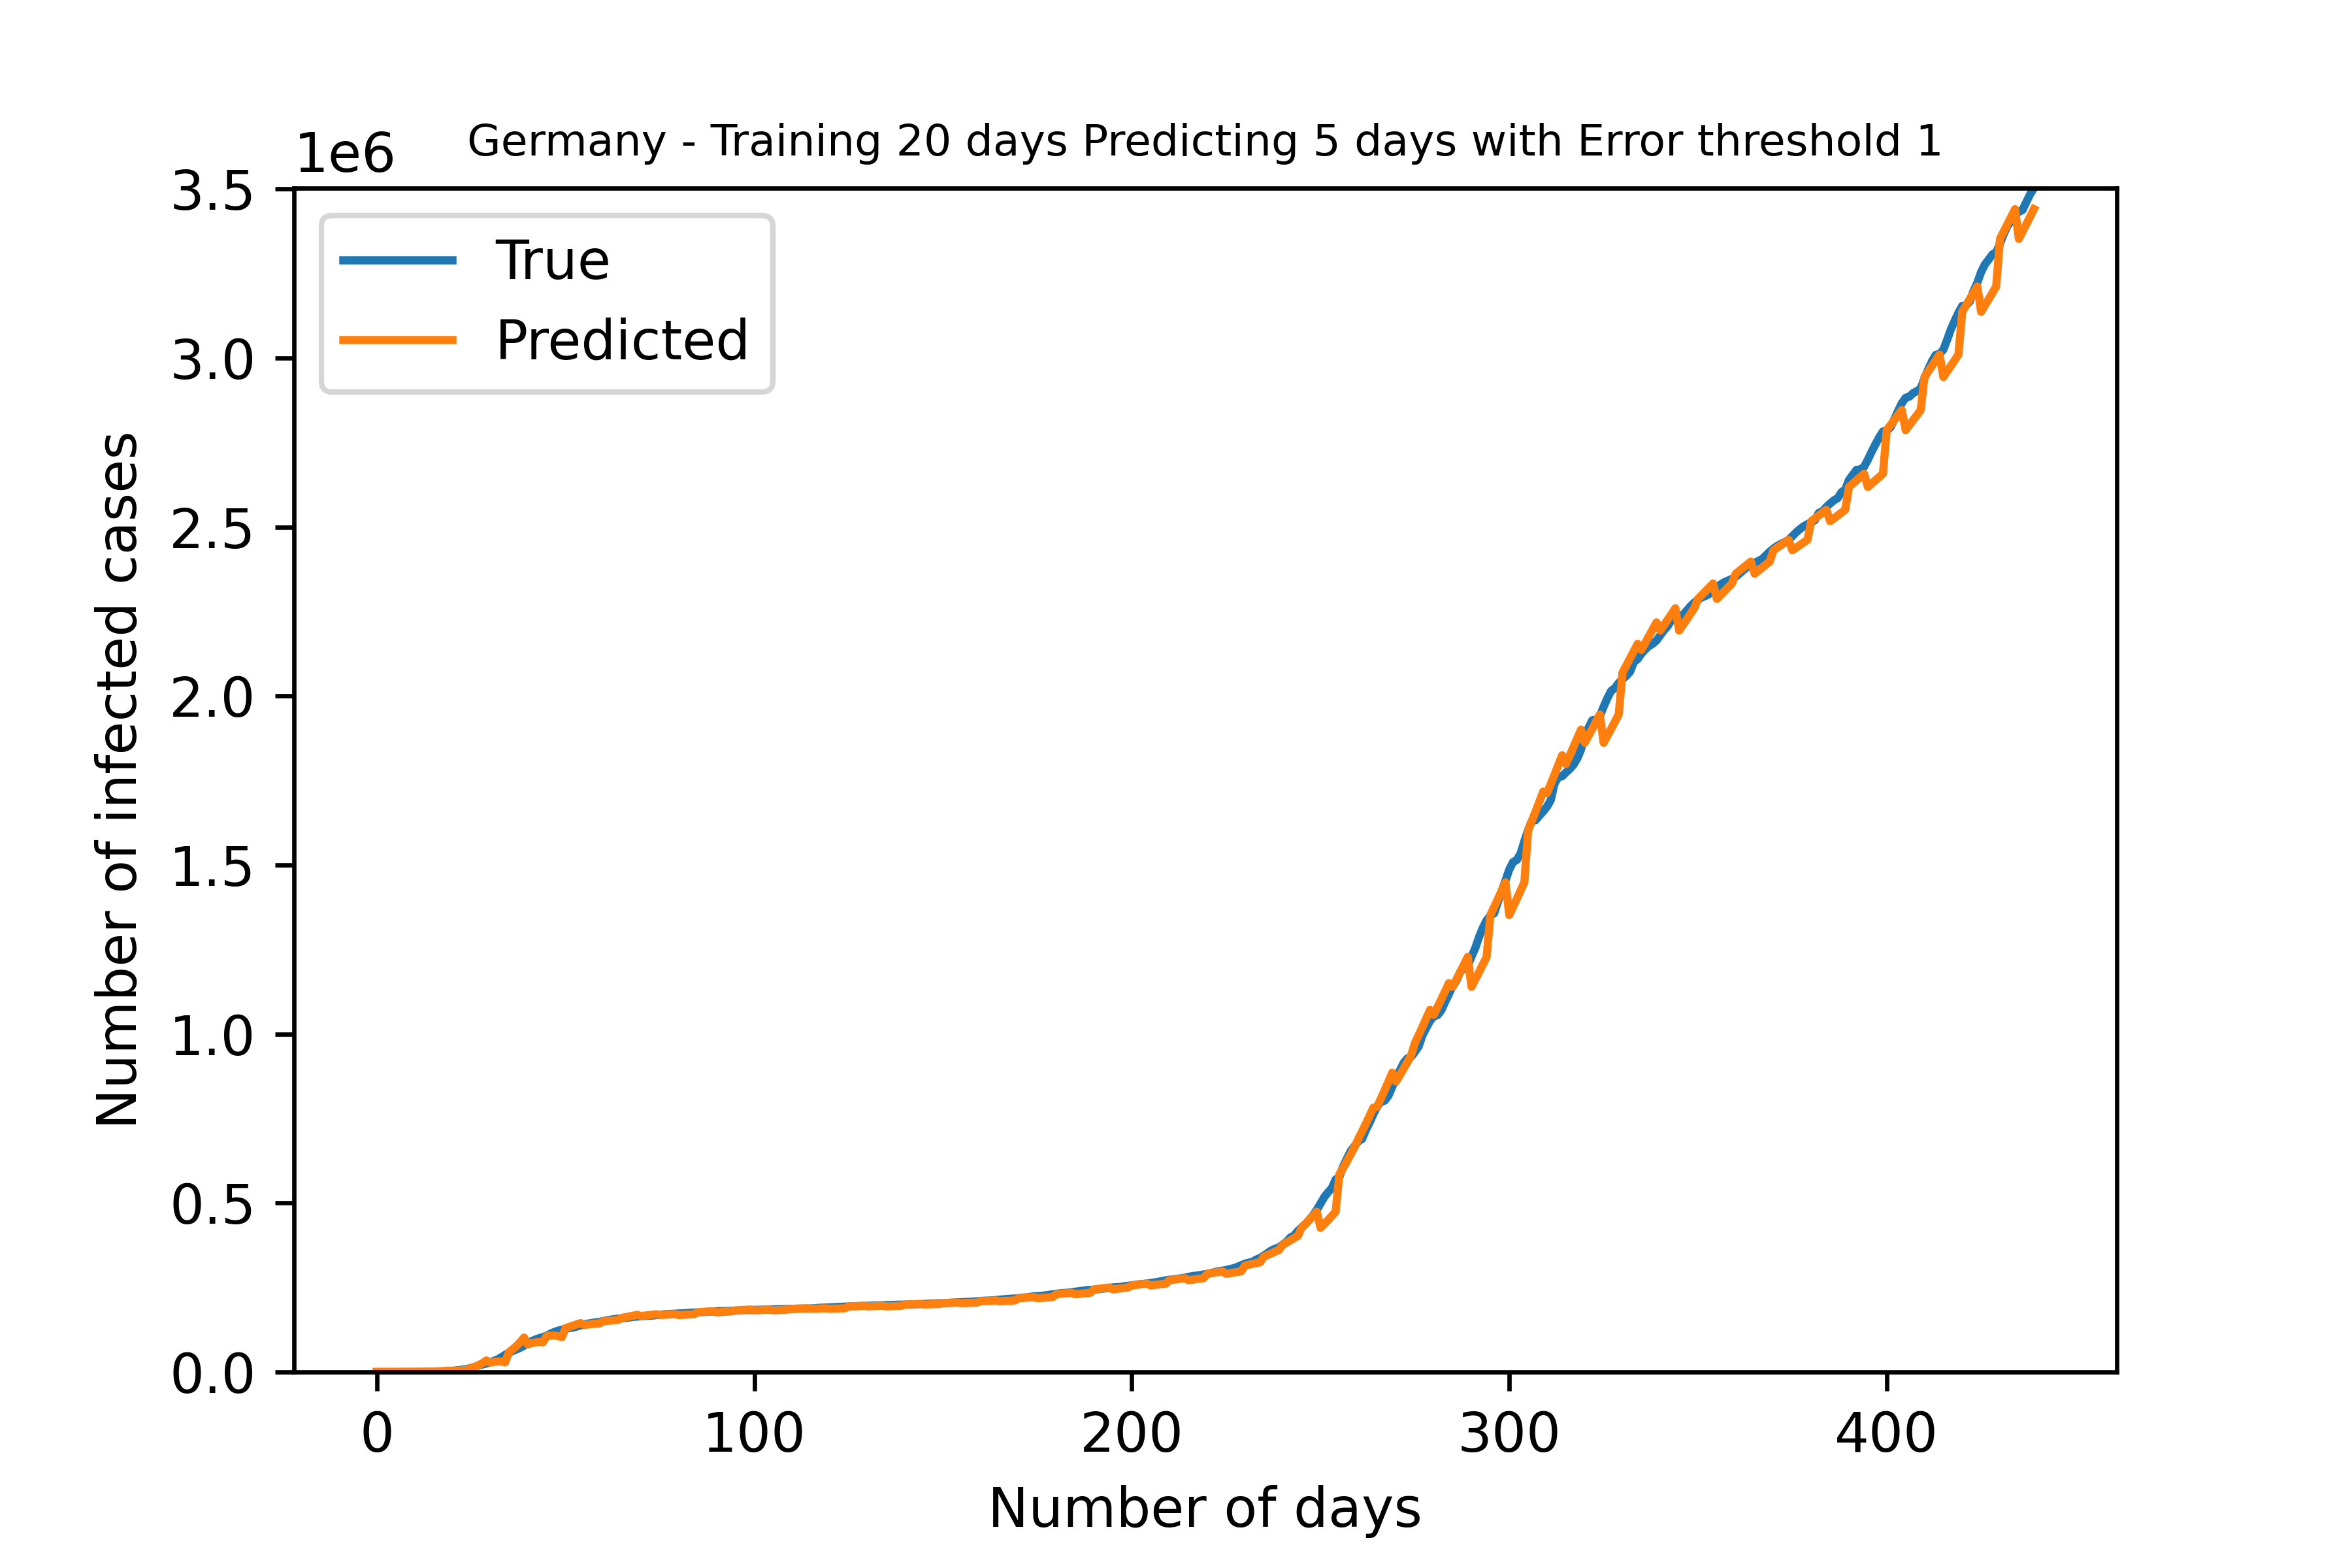 Germany - Training 20 days Predicting 5 days with Error threshold 1
1e6
3.5
3.0
2.5
2.0
1.5
1.0
0.5
0.0
True
Predicted
Number of infected cases
0 100 200 300 400
Number of days